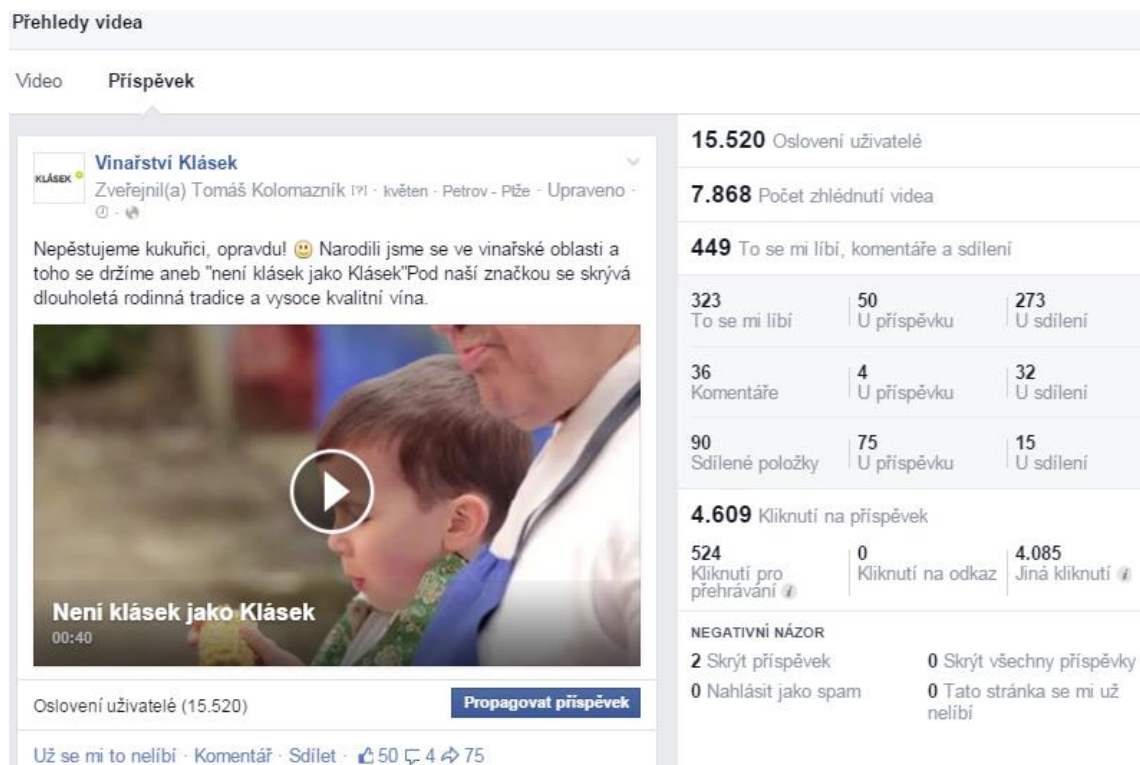 Přehledy videa
Video Příspěvek
KLÁSEK
Vinařství Klásek
Zveřejnil(a) Tomáš Kolomazník [?] · květen · Petrov - Plže · Upraveno ·
Nepěstujeme kukuřici, opravdu! 🙂 Narodili jsme se ve vinařské oblasti a
toho se držíme aneb "není klásek jako Klásek"Pod naší značkou se skrývá
dlouholetá rodinná tradice a vysoce kvalitní vína.
Není klásek jako Klásek
00:40
Oslovení uživatelé (15.520) Propagovat příspěvek
Už se mi to nelíbí · Komentář · Sdílet · 50 4 75
15.520 Oslovení uživatelé
7.868 Počet zhlédnutí videa
449 To se mi líbí, komentáře a sdílení
323 50 273
To se mi líbí U příspěvku U sdílení
36 4 32
Komentáře U příspěvku U sdílení
90 75 15
Sdílené položky U příspěvku U sdílení
4.609 Kliknutí na příspěvek
524 0 4.085
Kliknutí pro Kliknutí na odkaz Jiná kliknutí i
přehrávání i
NEGATIVNÍ NÁZOR
2 Skrýt příspěvek 0 Skrýt všechny příspěvky
0 Nahlásit jako spam 0 Tato stránka se mi už
nelíbí